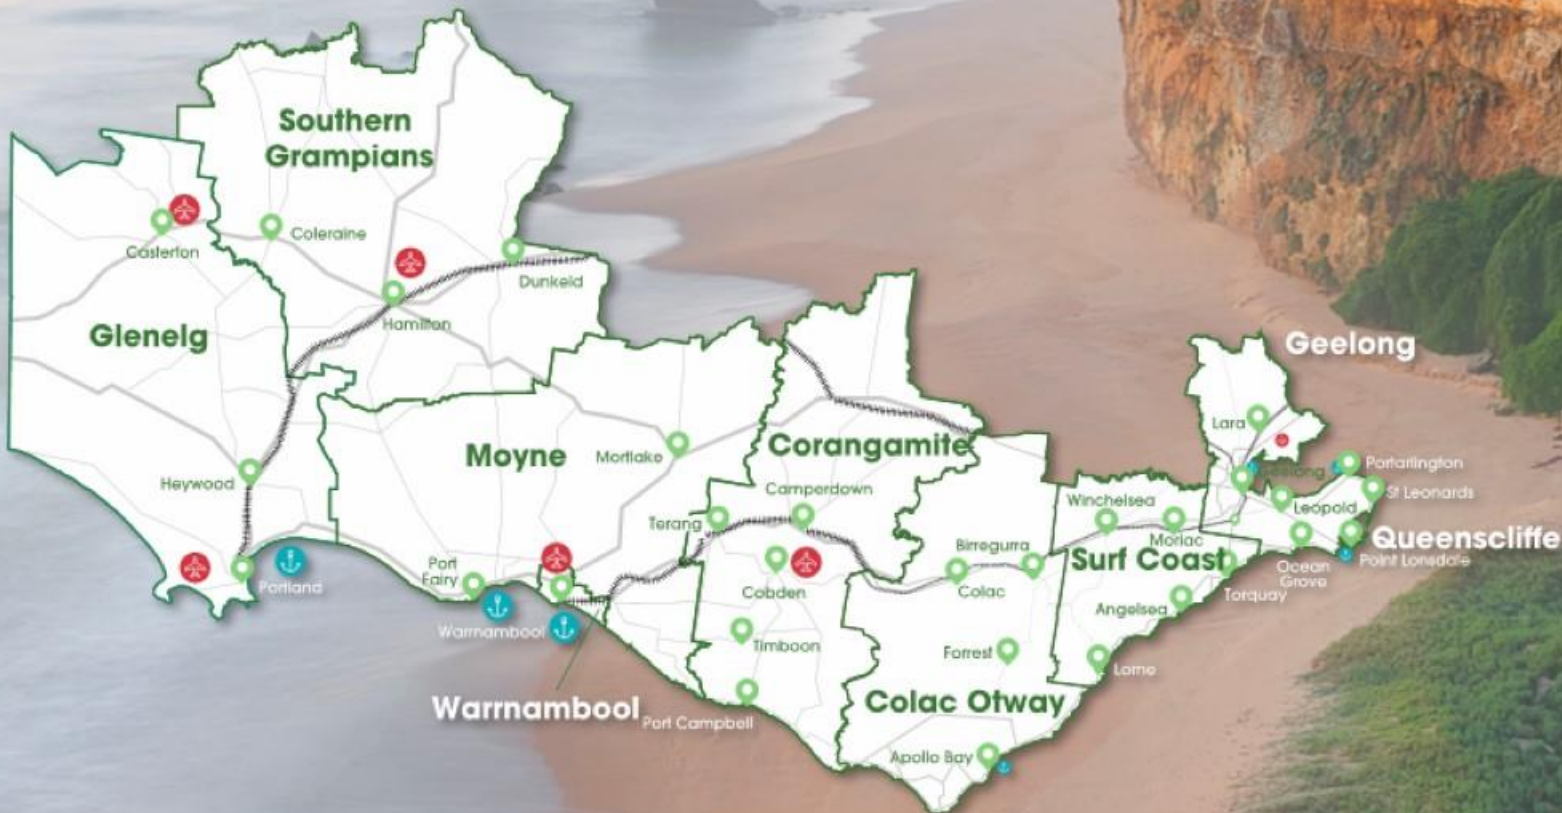 Southern
Grampians
Casterton
Coleraine
Dunkeld
Hamilton
Glenelg
Geelong
Lara
Moyne
Mortlake
Corangamite
Geelong
Portarlington
Heywood
Camperdown
Winchelsea
St Leonards
Leopold
Terang
Moriac
Queenscliffe
Birregurra
Surf Coast
Point Lonsdale
Port
Fairy
Portland
Cobden
Colac
Ocean
Grove
Torquay
Angelsea
Warrnambool
Timboon
Forrest
Lorne
Warrnambool
Port Campbell
Colac Otway
Apollo Bay